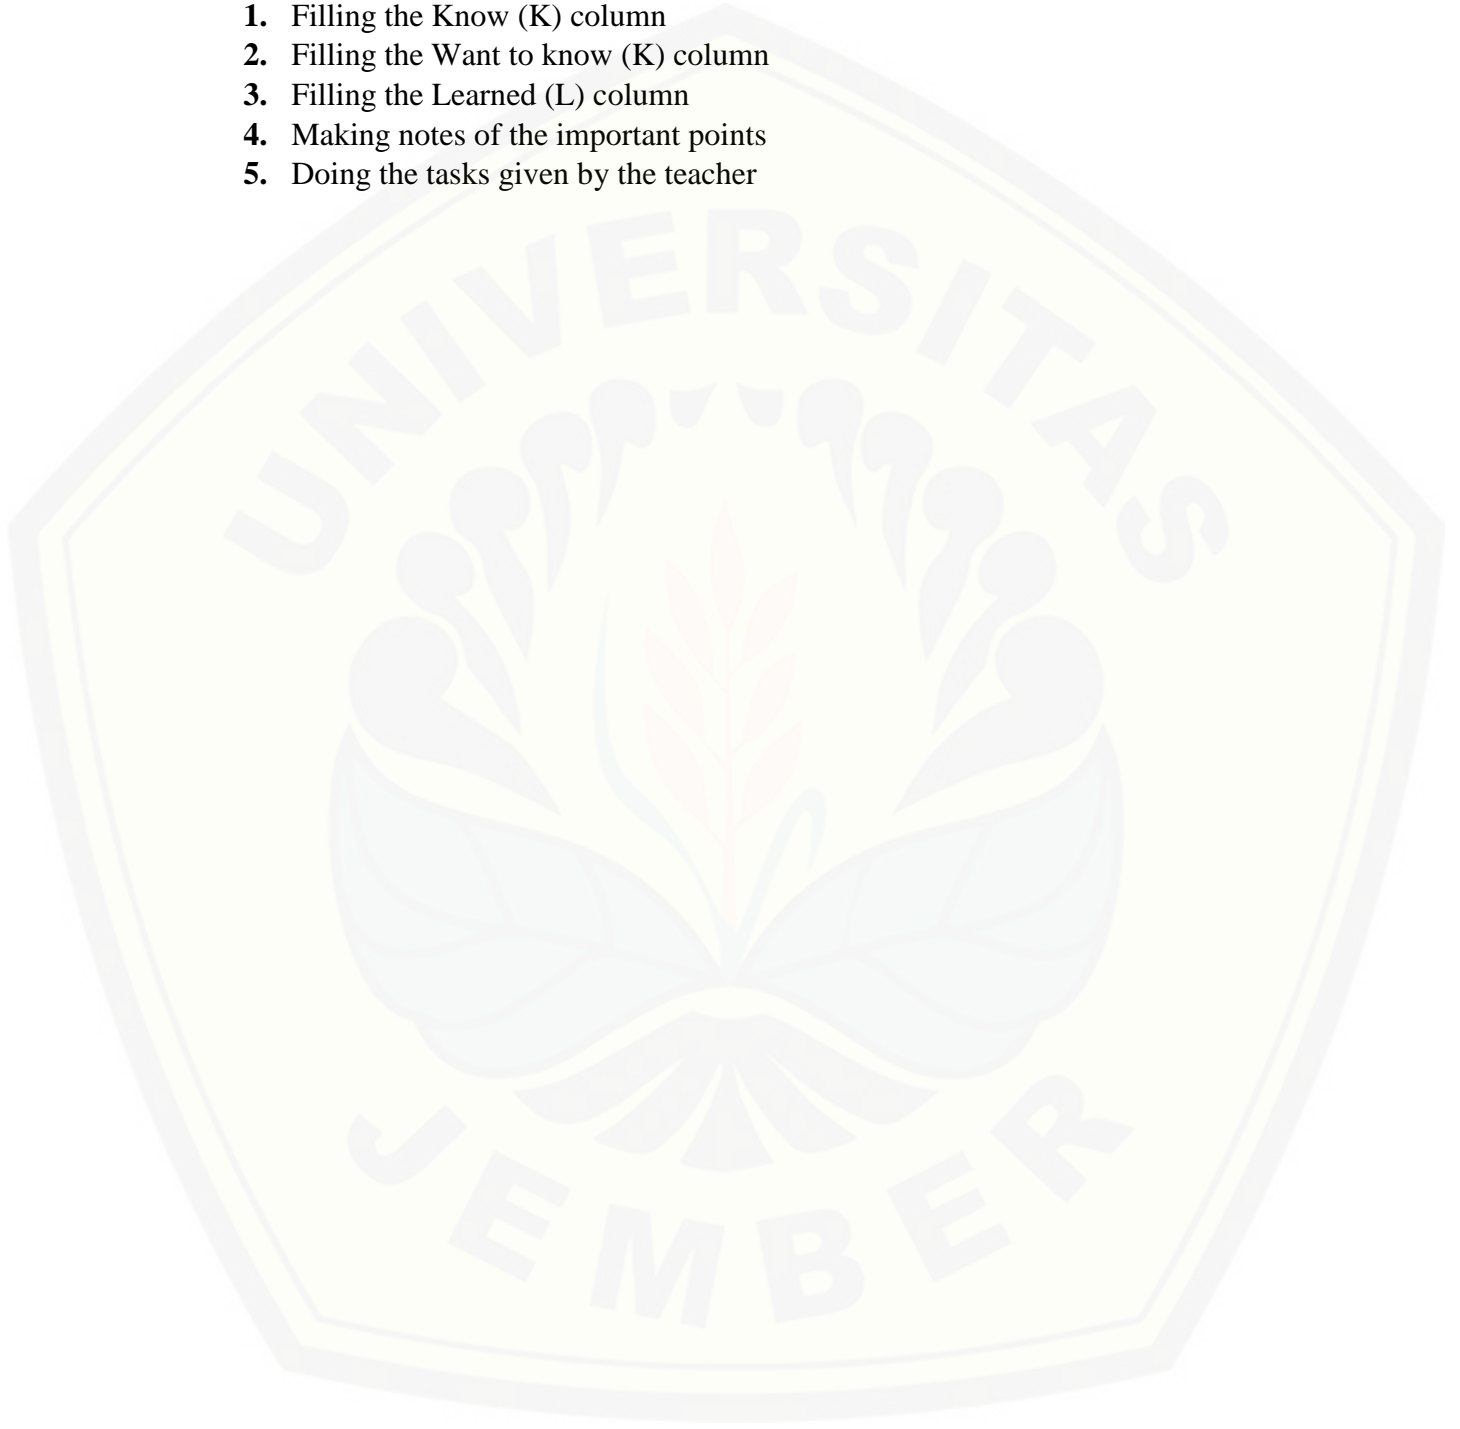 1. Filling the Know (K) column
2. Filling the Want to know (K) column
3. Filling the Learned (L) column
4. Making notes of the important points
5. Doing the tasks given by the teacher
UNIVERSITAS
JEMBER